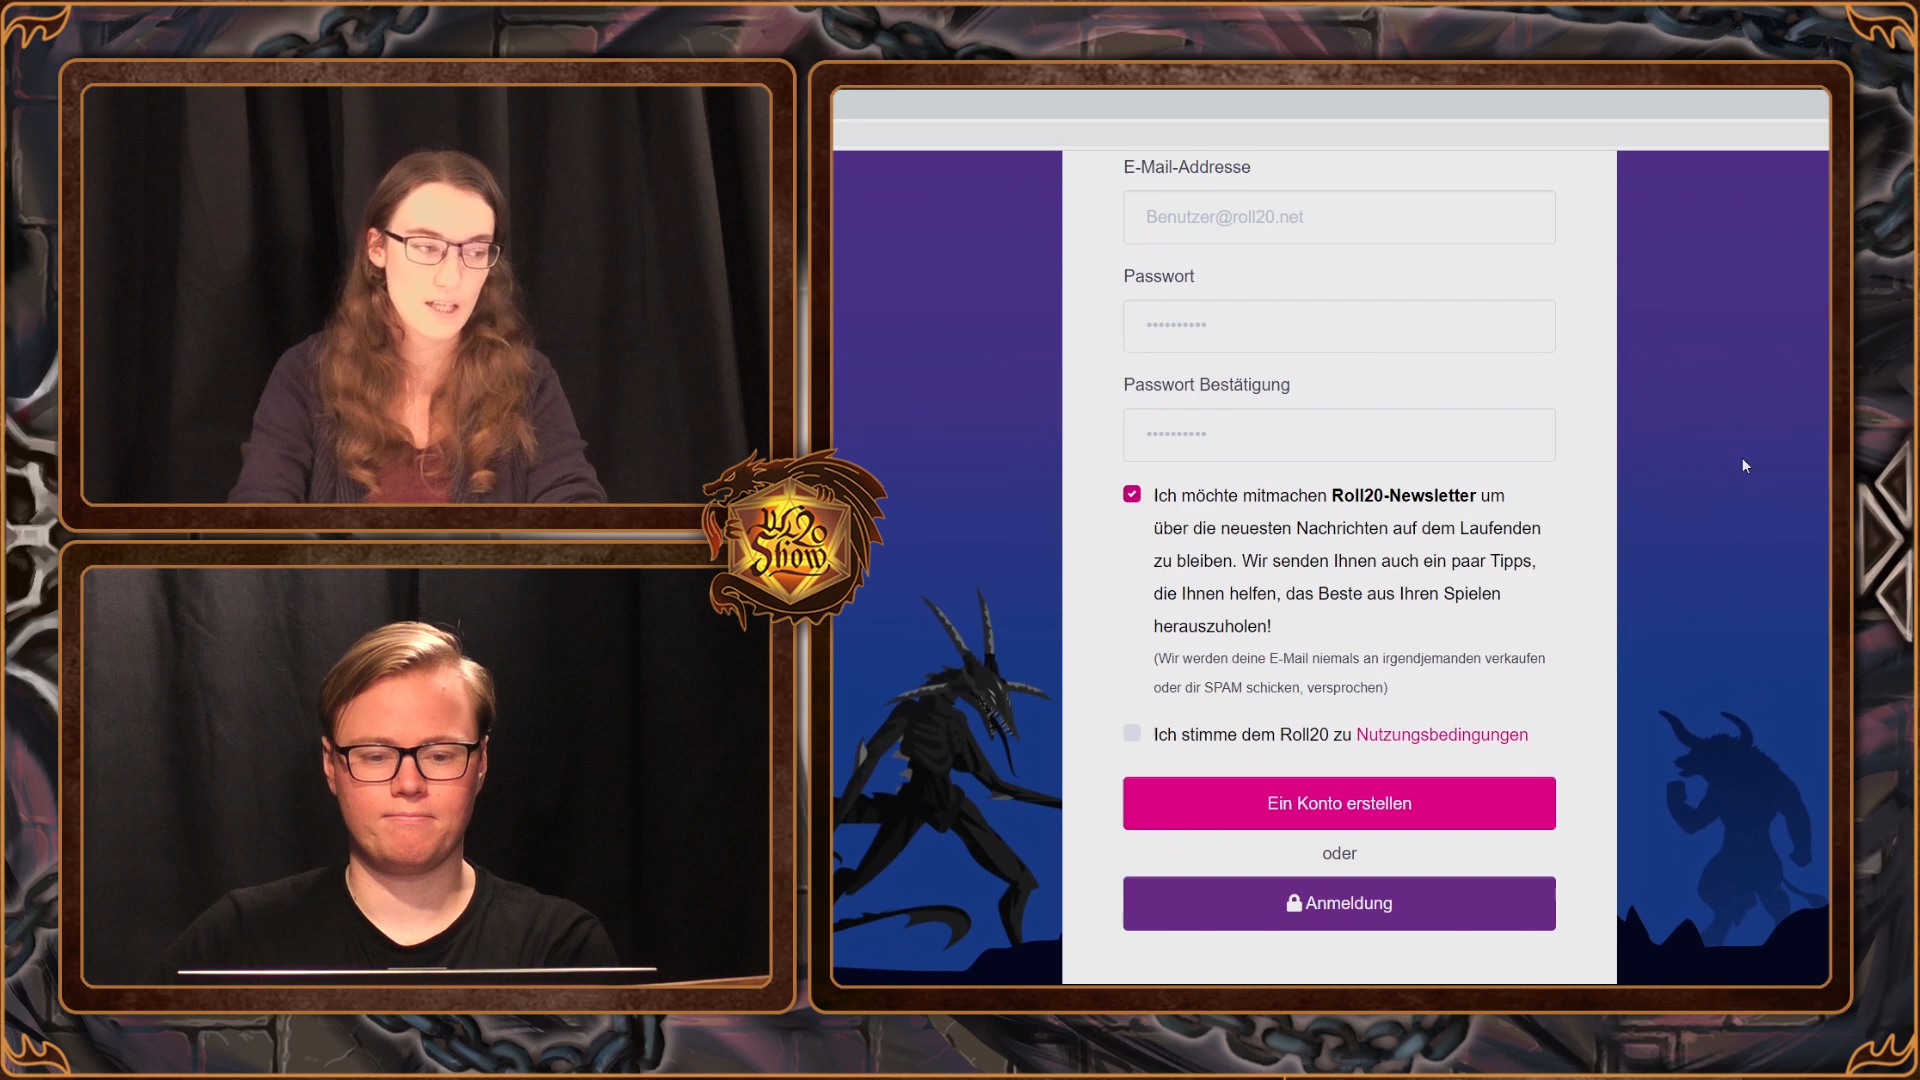 E-Mail-Addresse
Benutzer@roll20.net
Passwort
••••••••••
Passwort Bestätigung
••••••••••
Ich möchte mitmachen Roll20-Newsletter um
über die neuesten Nachrichten auf dem Laufenden
zu bleiben. Wir senden Ihnen auch ein paar Tipps,
die Ihnen helfen, das Beste aus Ihren Spielen
herauszuholen!
(Wir werden deine E-Mail niemals an irgendjemanden verkaufen
oder dir SPAM schicken, versprochen)
Ich stimme dem Roll20 zu Nutzungsbedingungen
Ein Konto erstellen
oder
Anmeldung
W20
Show